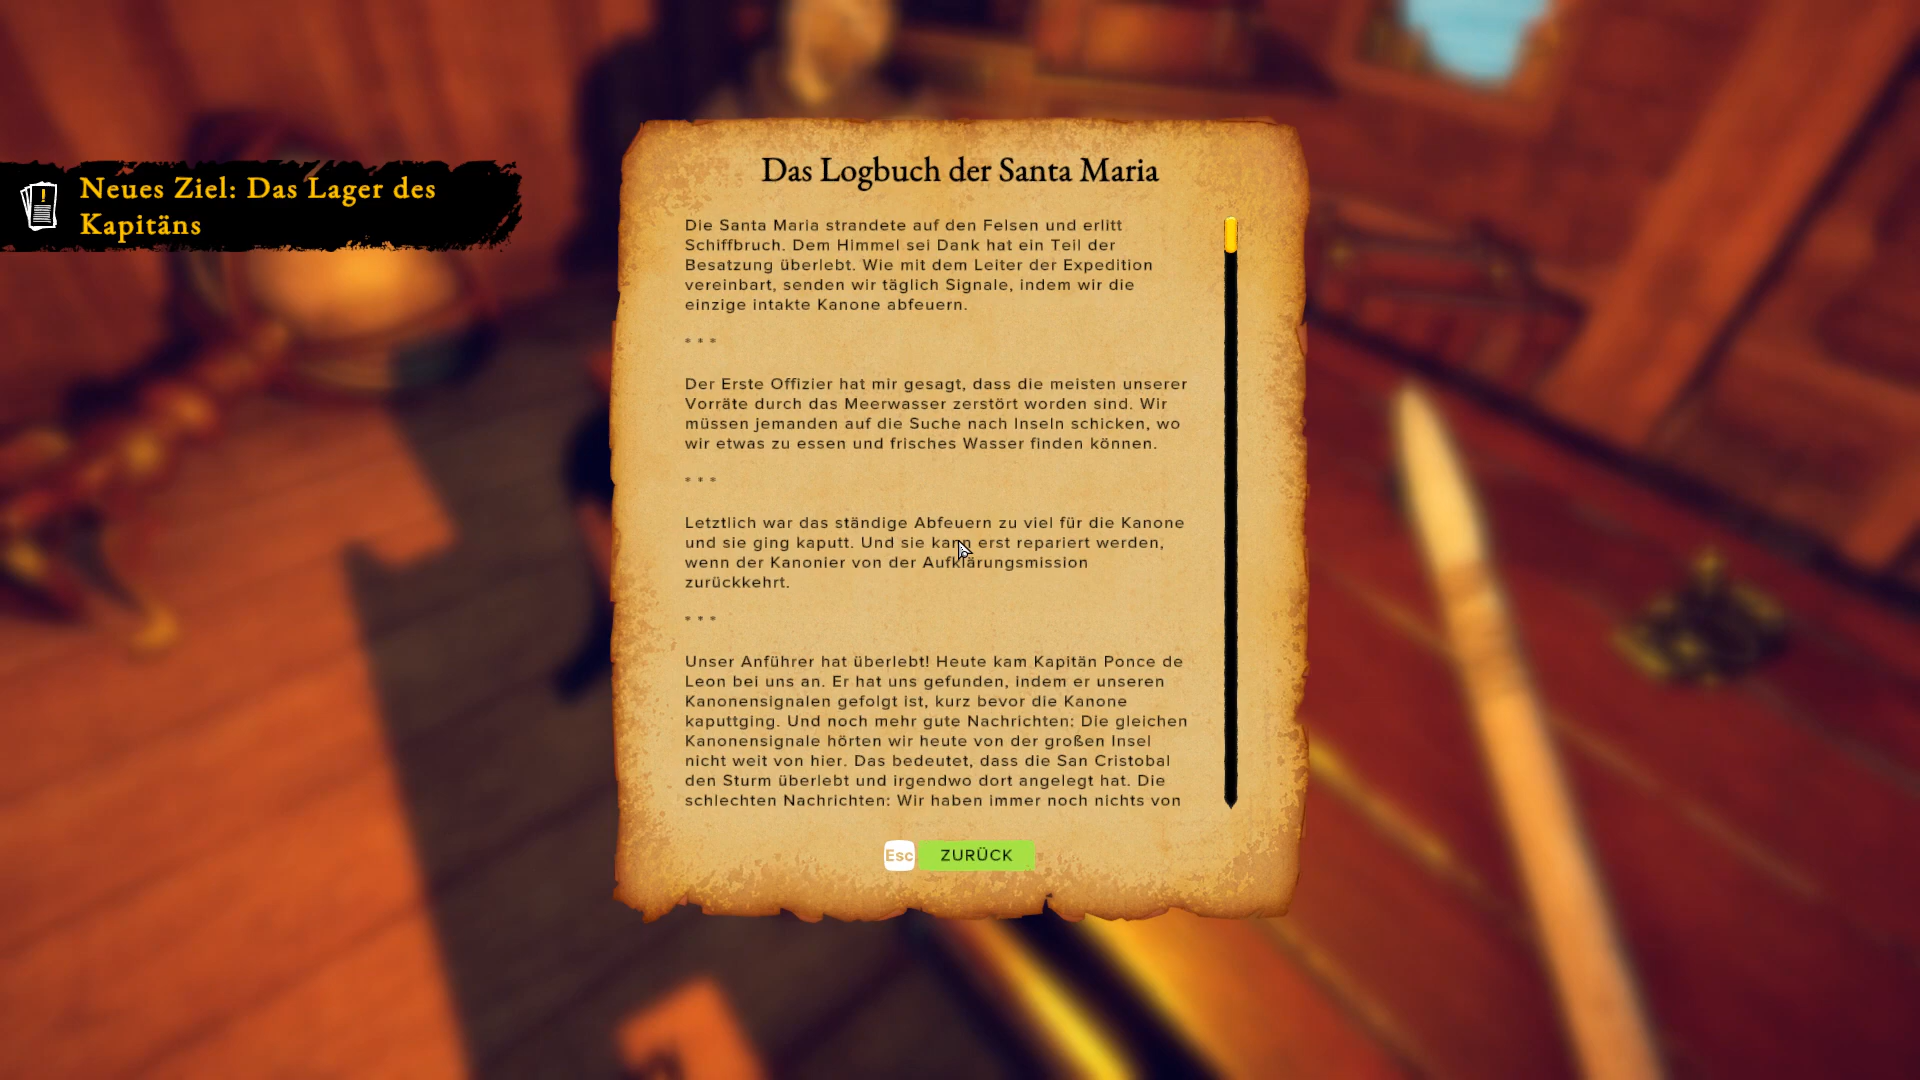 Neues Ziel: Das Lager des
Kapitäns
Das Logbuch der Santa Maria
Die Santa Maria strandete auf den Felsen und erlitt
Schiffbruch. Dem Himmel sei Dank hat ein Teil der
Besatzung überlebt. Wie mit dem Leiter der Expedition
vereinbart, senden wir täglich Signale, indem wir die
einzige intakte Kanone abfeuern.
* * *
Der Erste Offizier hat mir gesagt, dass die meisten unserer
Vorräte durch das Meerwasser zerstört worden sind. Wir
müssen jemanden auf die Suche nach Inseln schicken, wo
wir etwas zu essen und frisches Wasser finden können.
* * *
Letztlich war das ständige Abfeuern zu viel für die Kanone
und sie ging kaputt. Und sie kann erst repariert werden,
wenn der Kanonier von der Aufklärungsmission
zurückkehrt.
* * *
Unser Anführer hat überlebt! Heute kam Kapitän Ponce de
Leon bei uns an. Er hat uns gefunden, indem er unseren
Kanonensignalen gefolgt ist, kurz bevor die Kanone
kaputtging. Und noch mehr gute Nachrichten: Die gleichen
Kanonensignale hörten wir heute von der großen Insel
nicht weit von hier. Das bedeutet, dass die San Cristobal
den Sturm überlebt und irgendwo dort angelegt hat. Die
schlechten Nachrichten: Wir haben immer noch nichts von
Esc ZURÜCK